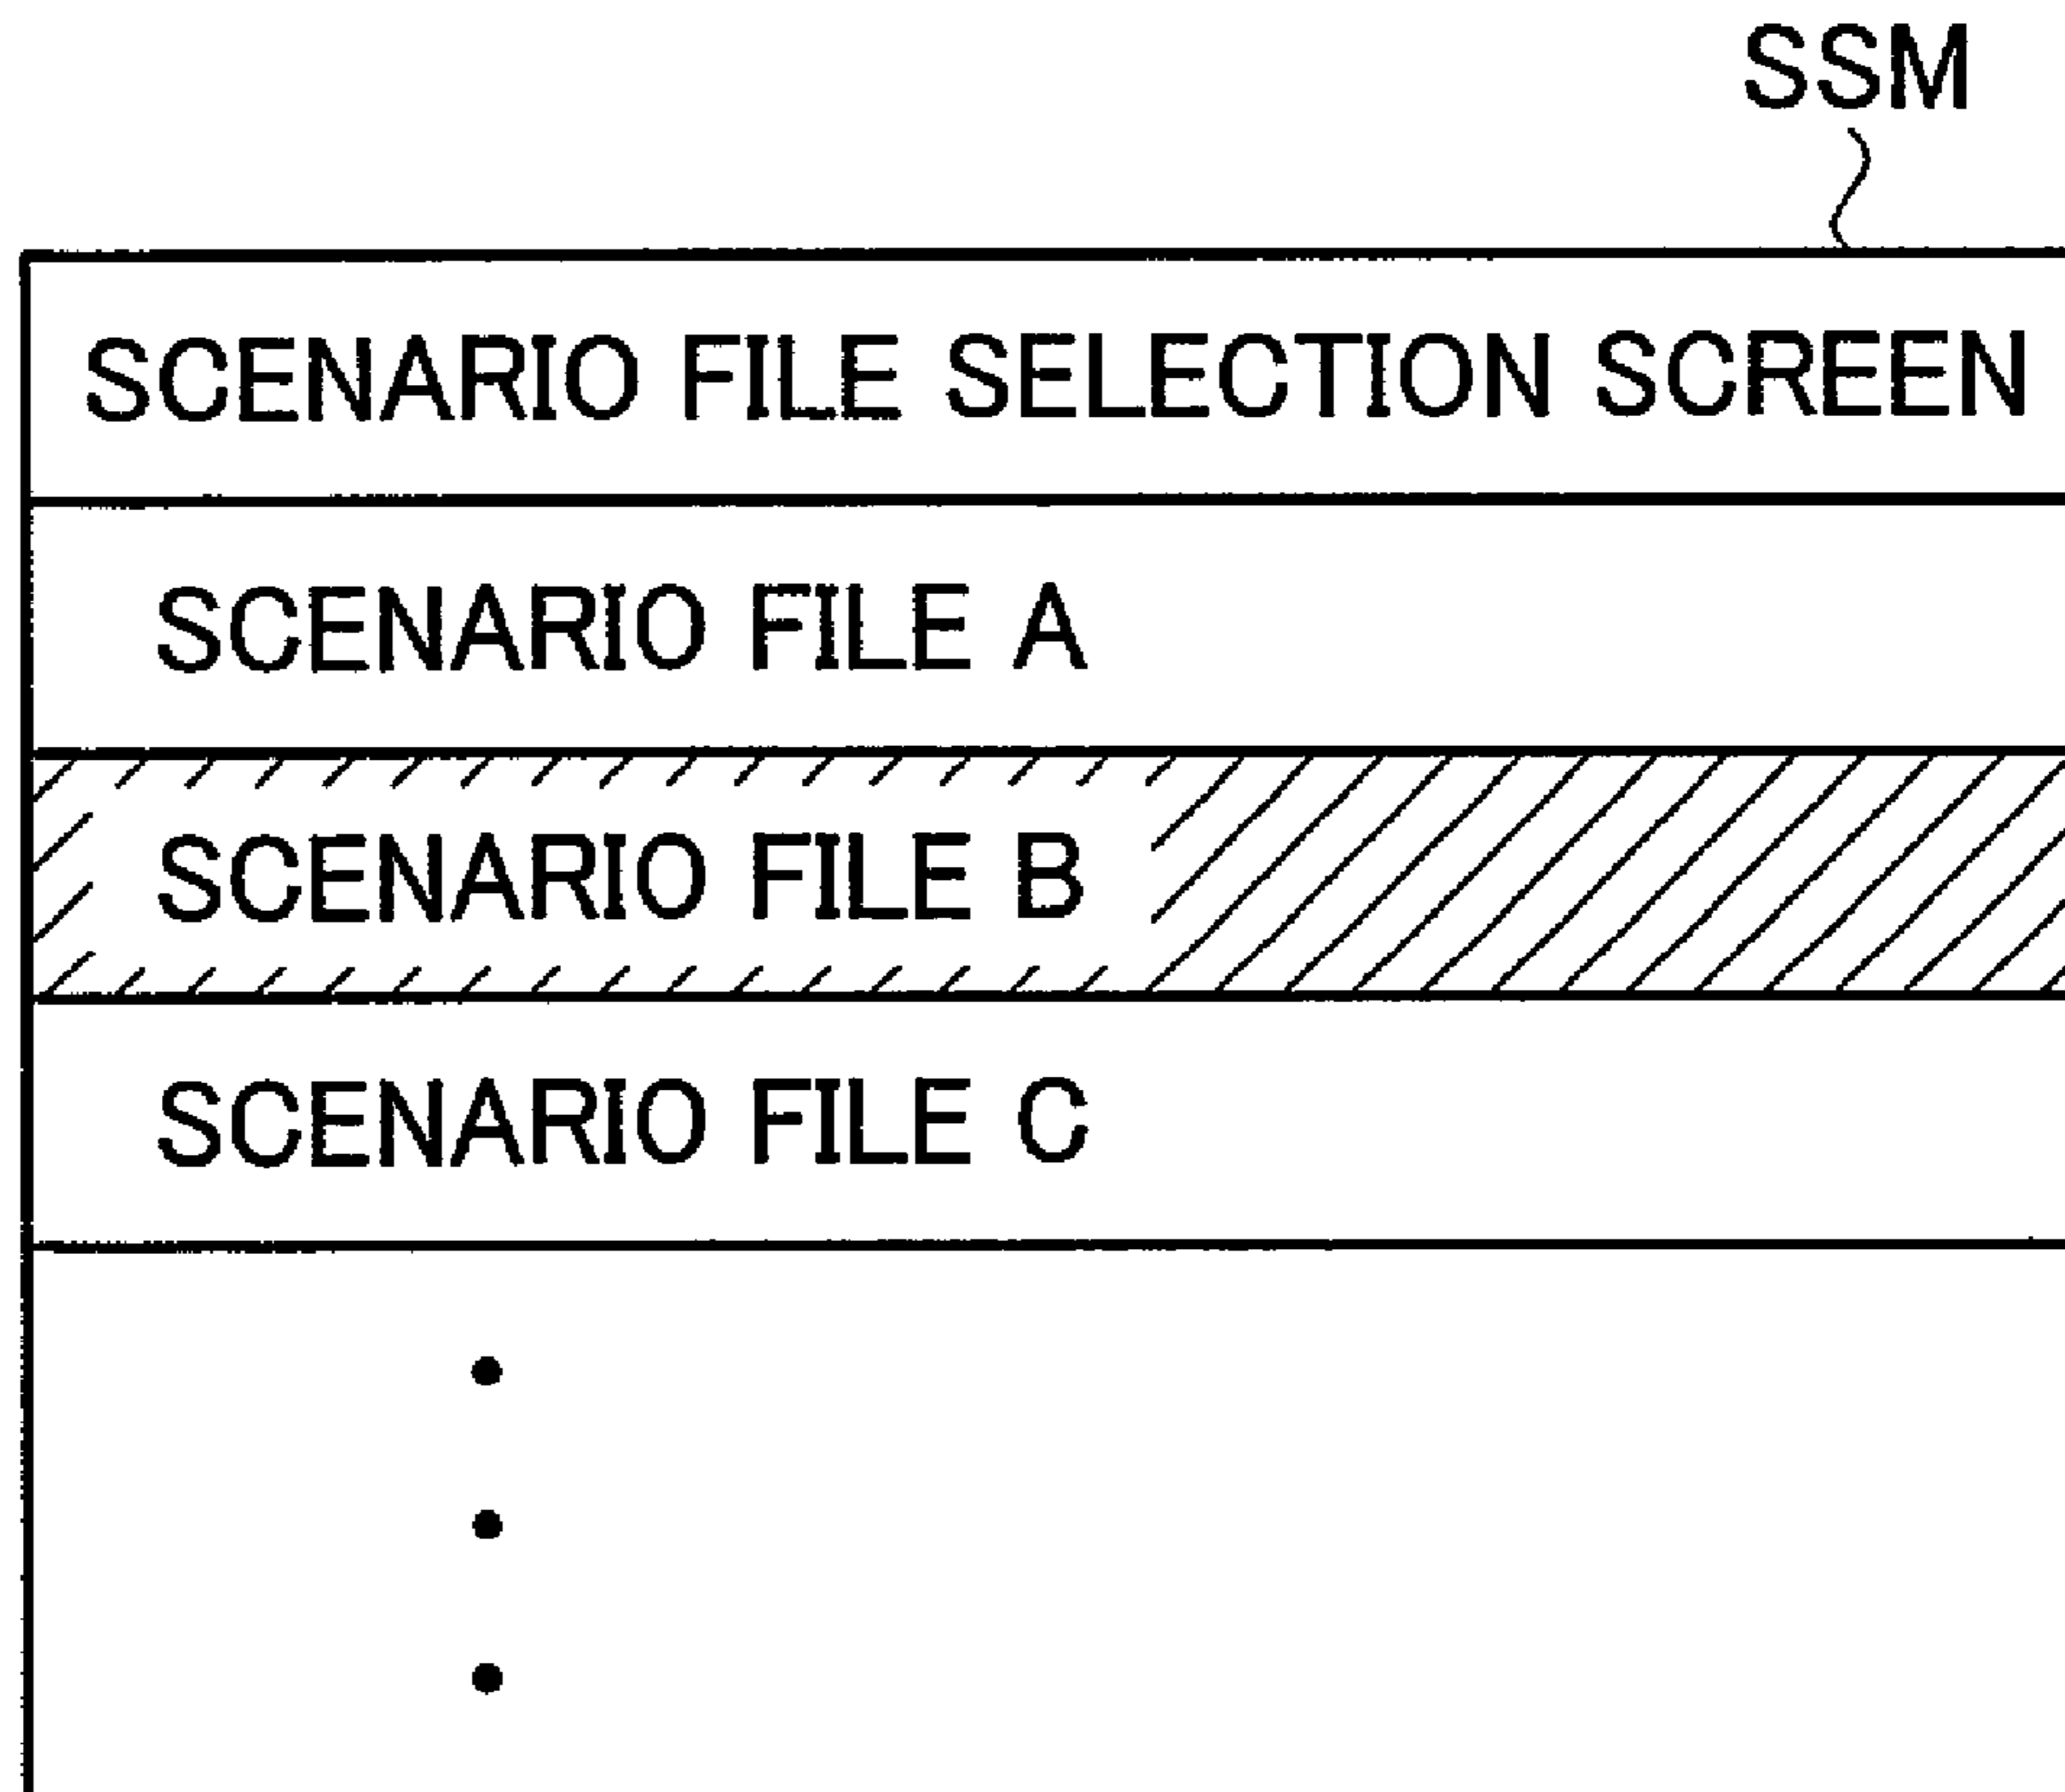 SSM
SCENARIO FILE SELECTION SCREEN
SCENARIO FILE A
SCENARIO FILE B
SCENARIO FILE C